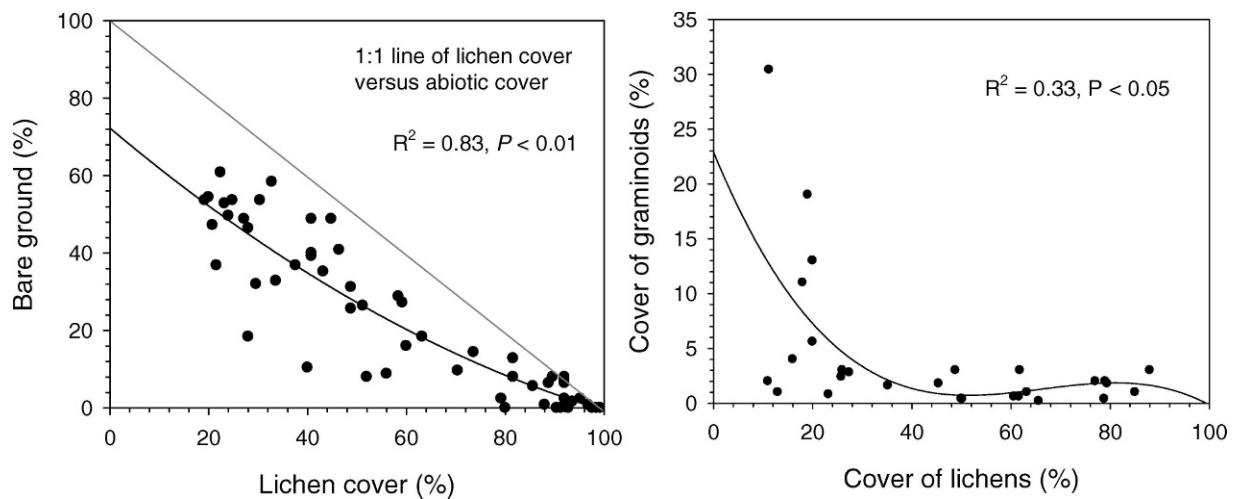 100
80
60
40
20
0
Bare ground (%)
1:1 line of lichen cover
versus abiotic cover
R² = 0.83, P < 0.01
0 20 40 60 80 100
Lichen cover (%)
35
30
25
20
15
10
5
0
Cover of graminoids (%)
R² = 0.33, P < 0.05
0 20 40 60 80 100
Cover of lichens (%)